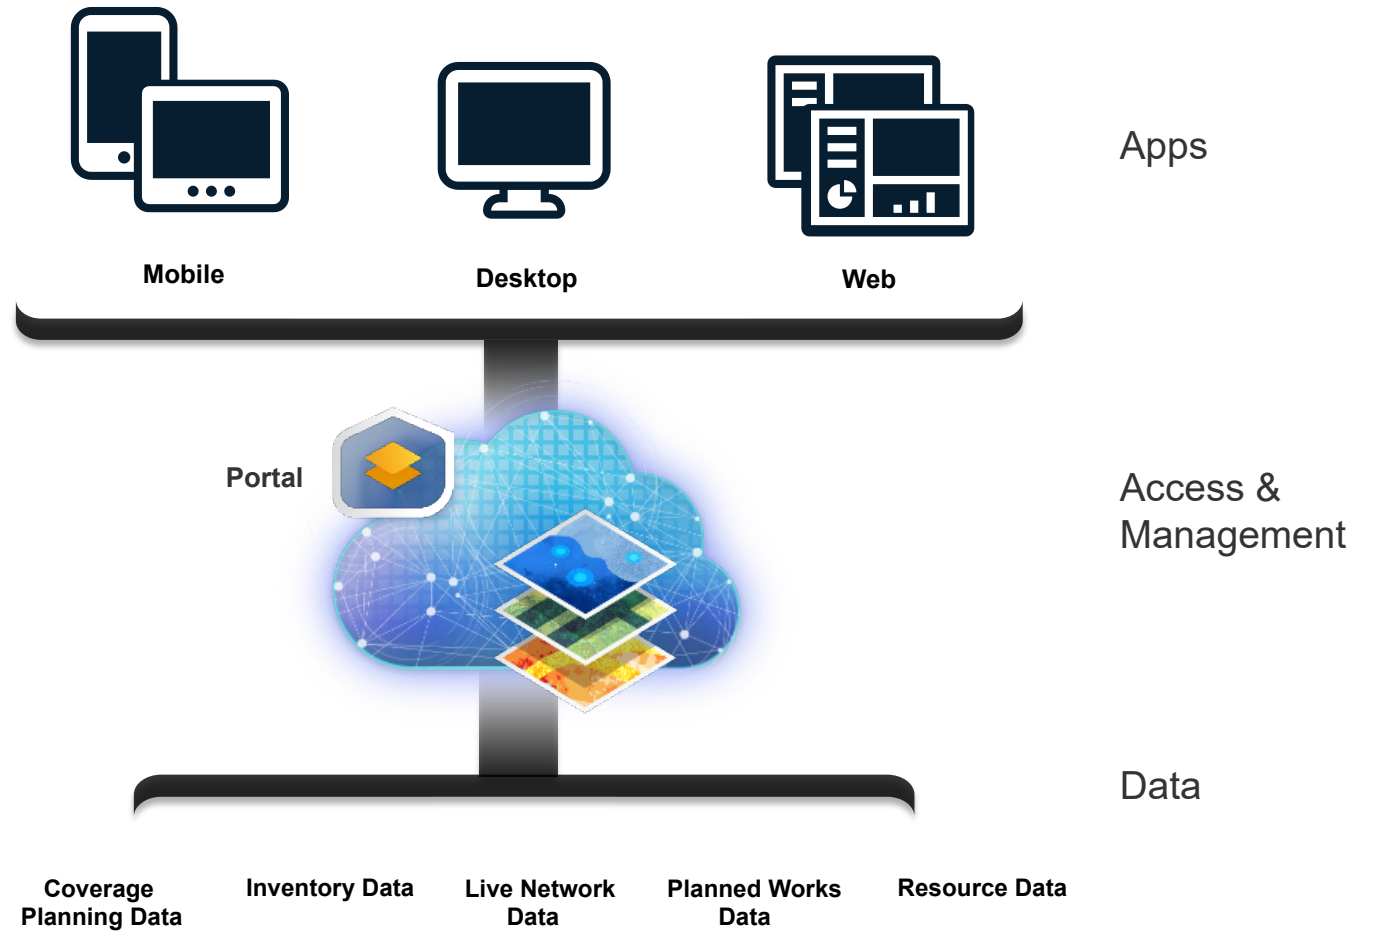 Apps
Mobile
Desktop
Web
Portal
Access &
Management
Data
Coverage
Planning Data
Inventory Data
Live Network
Data
Planned Works
Data
Resource Data